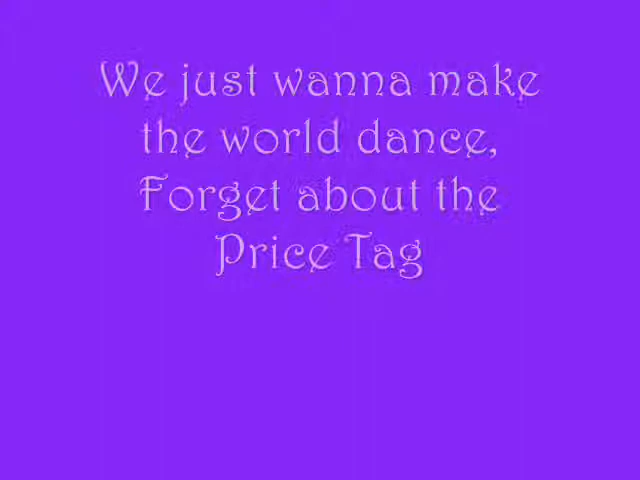 We just wanna make
the world dance,
Forget about the
Price Tag